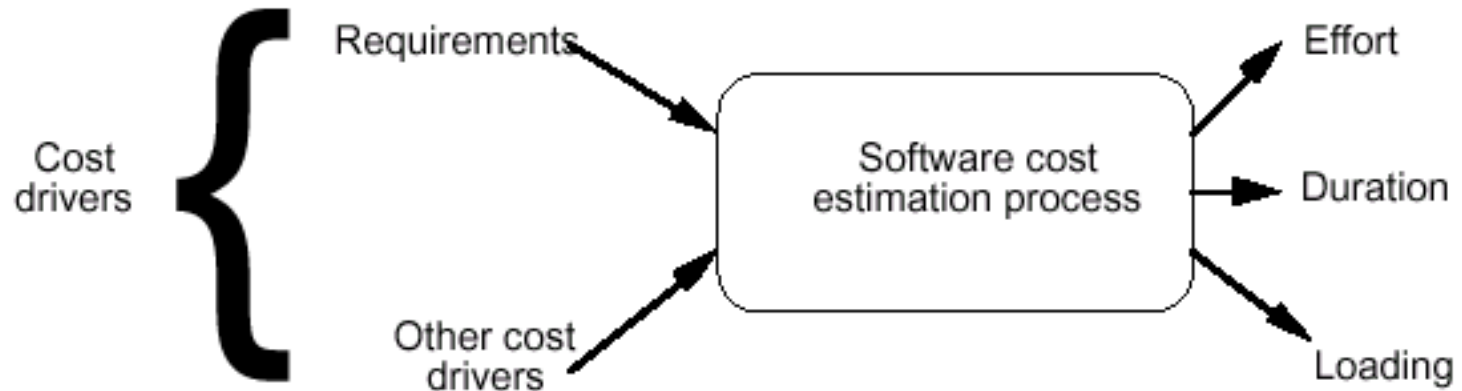 Cost
drivers
Requirements
Other cost
drivers
Software cost
estimation process
Effort
Duration
Loading